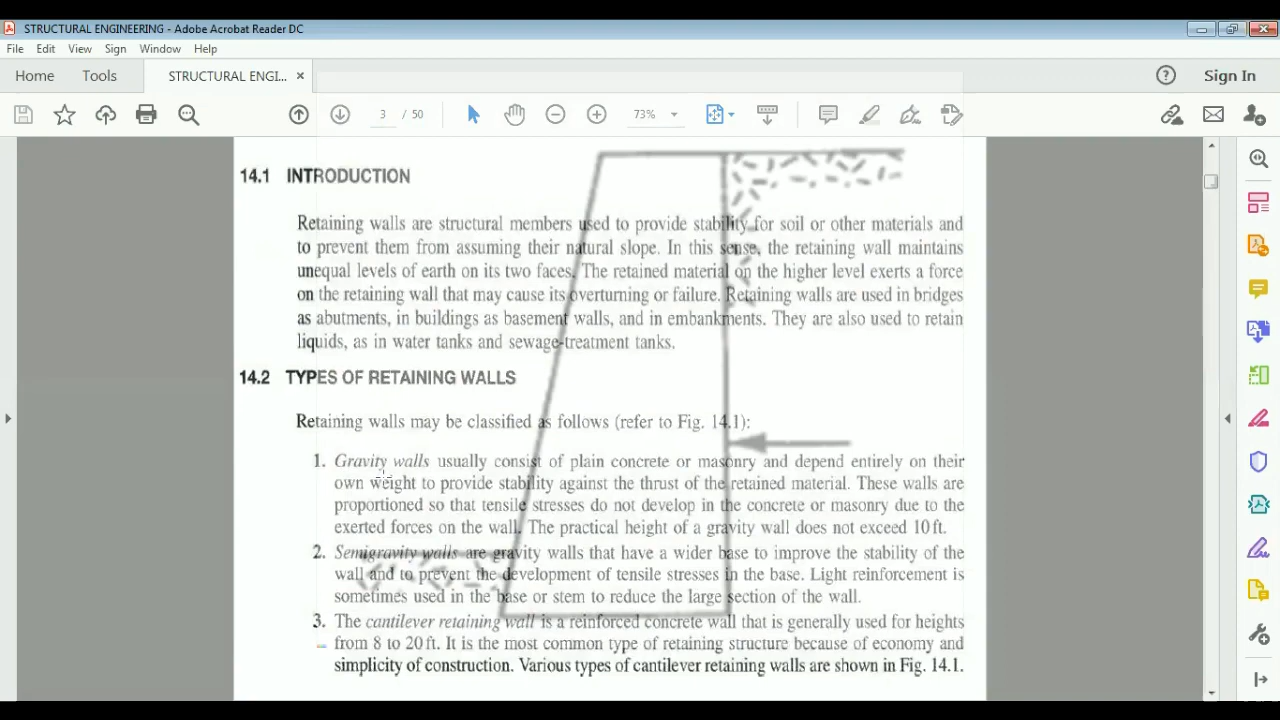 STRUCTURAL ENGINEERING - Adobe Acrobat Reader DC
File Edit View Sign Window Help
Home Tools STRUCTURAL ENGI... × Sign In
3 / 50 73%
14.1 INTRODUCTION
Retaining walls are structural members used to provide stability for soil or other materials and
to prevent them from assuming their natural slope. In this sense, the retaining wall maintains
unequal levels of earth on its two faces. The retained material on the higher level exerts a force
on the retaining wall that may cause its overturning or failure. Retaining walls are used in bridges
as abutments, in buildings as basement walls, and in embankments. They are also used to retain
liquids, as in water tanks and sewage-treatment tanks.
14.2 TYPES OF RETAINING WALLS
Retaining walls may be classified as follows (refer to Fig. 14.1):
1. Gravity walls usually consist of plain concrete or masonry and depend entirely on their
own weight to provide stability against the thrust of the retained material. These walls are
proportioned so that tensile stresses do not develop in the concrete or masonry due to the
exerted forces on the wall. The practical height of a gravity wall does not exceed 10 ft.
2. Semigravity walls are gravity walls that have a wider base to improve the stability of the
wall and to prevent the development of tensile stresses in the base. Light reinforcement is
sometimes used in the base or stem to reduce the large section of the wall.
3. The cantilever retaining wall is a reinforced concrete wall that is generally used for heights
from 8 to 20 ft. It is the most common type of retaining structure because of economy and
simplicity of construction. Various types of cantilever retaining walls are shown in Fig. 14.1.